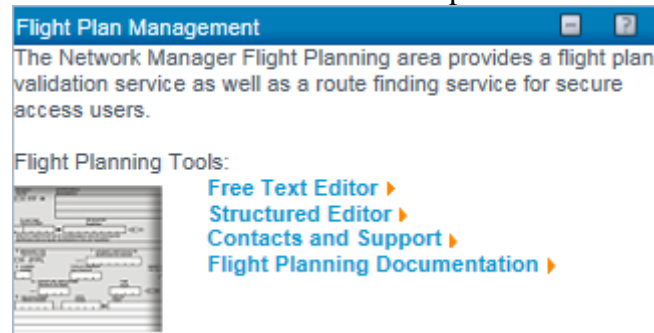 Flight Plan Management
The Network Manager Flight Planning area provides a flight plan
validation service as well as a route finding service for secure
access users.
Flight Planning Tools:
Free Text Editor
Structured Editor
Contacts and Support
Flight Planning Documentation